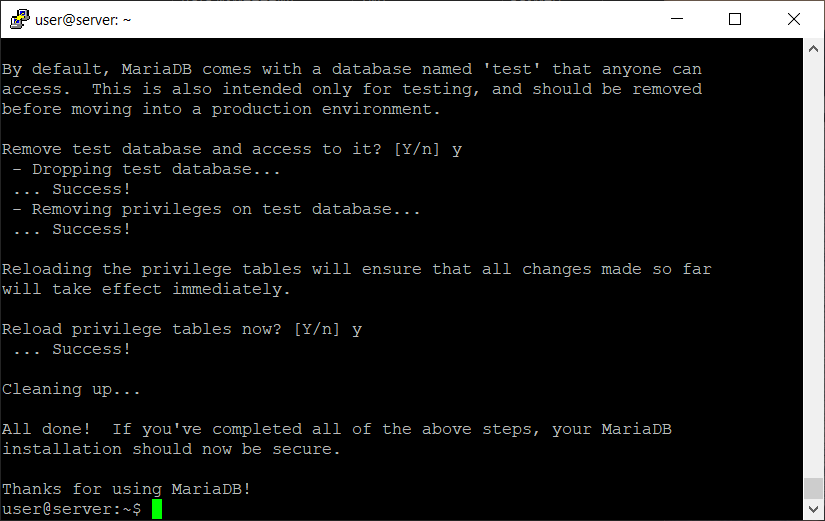 user@server: ~
By default, MariaDB comes with a database named 'test' that anyone can
access.  This is also intended only for testing, and should be removed
before moving into a production environment.
Remove test database and access to it? [Y/n] y
 - Dropping test database...
 ... Success!
 - Removing privileges on test database...
 ... Success!
Reloading the privilege tables will ensure that all changes made so far
will take effect immediately.
Reload privilege tables now? [Y/n] y
 ... Success!
Cleaning up...
All done!  If you've completed all of the above steps, your MariaDB
installation should now be secure.
Thanks for using MariaDB!
user@server:~$